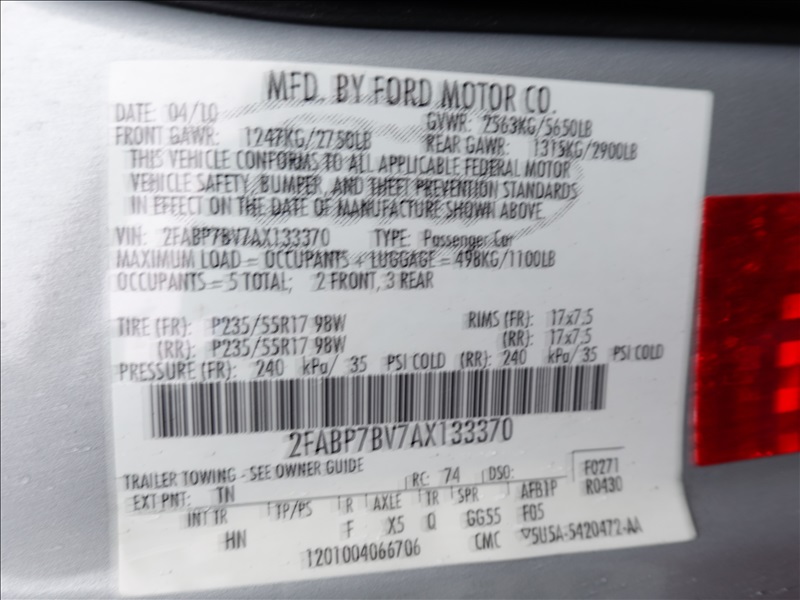 MFD. BY FORD MOTOR CO.
DATE: 04/10 GVWR: 2563KG/5650LB
FRONT GAWR: 1247KG/2750LB REAR GAWR: 1315KG/2900LB
THIS VEHICLE CONFORMS TO ALL APPLICABLE FEDERAL MOTOR
VEHICLE SAFETY, BUMPER, AND THEFT PREVENTION STANDARDS
IN EFFECT ON THE DATE OF MANUFACTURE SHOWN ABOVE.
VIN: 2FABP7BV7AX133370 TYPE: Passenger Car
MAXIMUM LOAD = OCCUPANTS + LUGGAGE = 498KG/1100LB
OCCUPANTS = 5 TOTAL; 2 FRONT, 3 REAR
TIRE (FR): P235/55R17 98W RIMS (FR): 17x7.5
(RR): P235/55R17 98W (RR): 17x7.5
PRESSURE (FR): 240 kPa/ 35 PSI COLD (RR): 240 kPa/ 35 PSI COLD
2FABP7BV7AX133370
TRAILER TOWING - SEE OWNER GUIDE
EXT PNT: TN RC: 74 DSO: F0271
INT TR TP/PS R AXLE TR SPR AFB1P R0430
HN F X5 Q GG55 F05
1201004066706 CMC 5U5A-5420472-AA